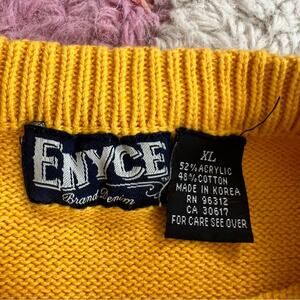 ENYCE
Brand Denim
XL
52% ACRYLIC
48% COTTON
MADE IN KOREA
RN 96312
CA 30617
FOR CARE SEE OVER